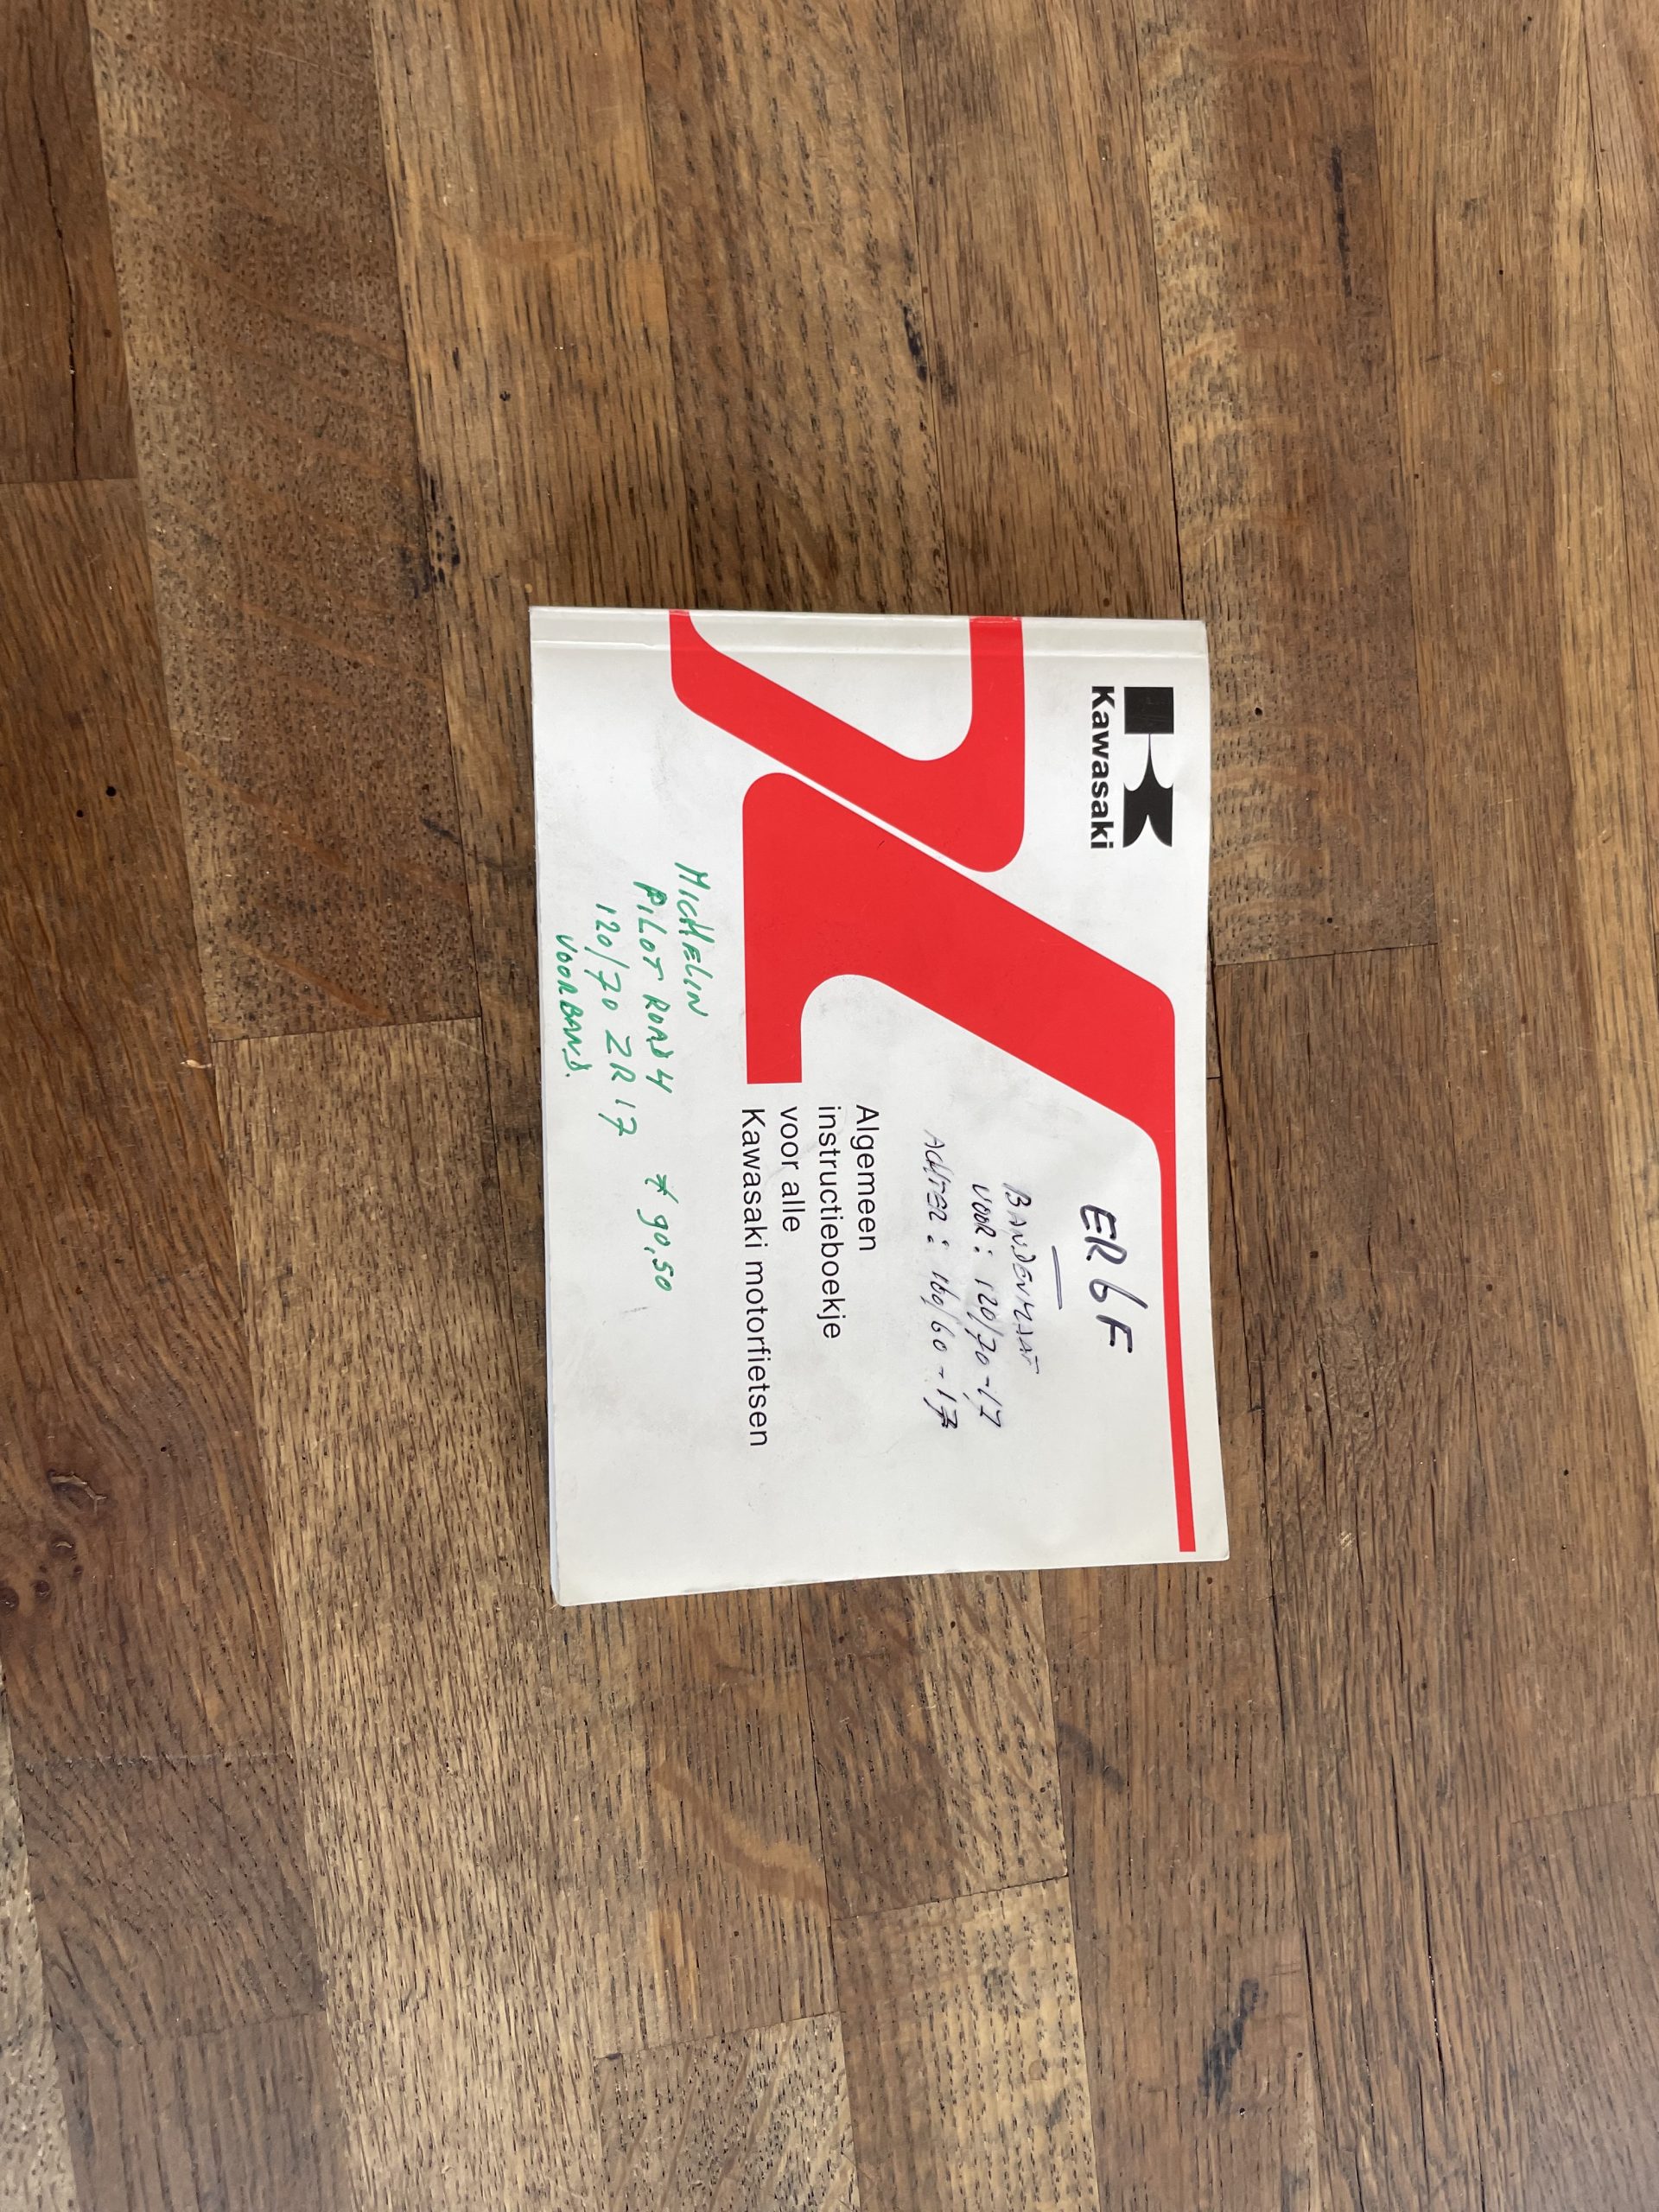 Kawasaki
ER6F
BANDENMAAT
VOOR: 120/70-17
ACHTER: 160/60-17
Algemeen
instructieboekje
voor alle
Kawasaki motorfietsen
MICHELIN
PILOT ROAD 4
90,50
120/70 ZR 17
VOORBAND.